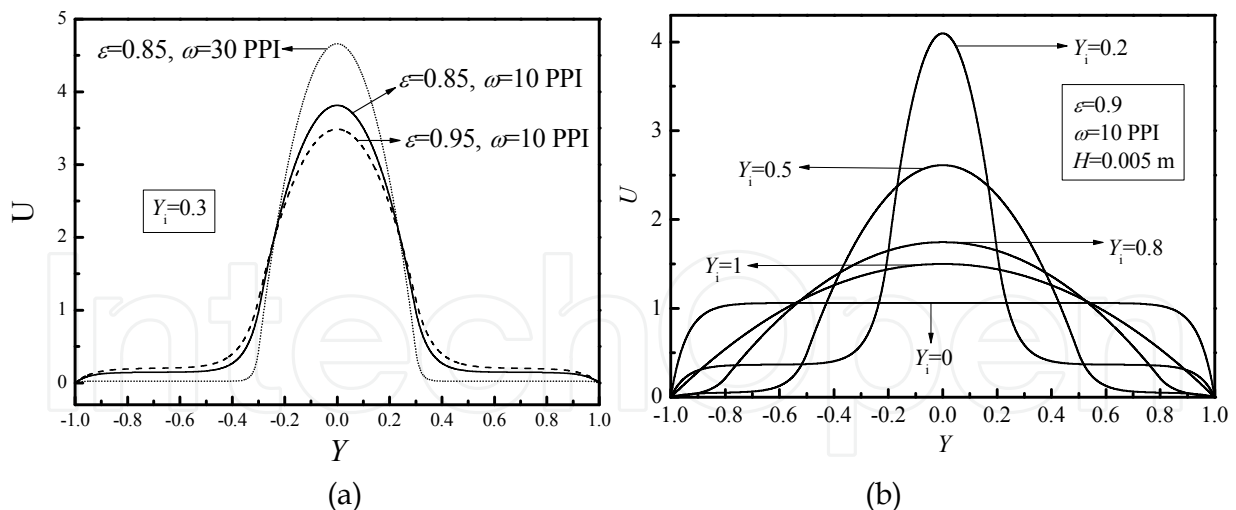 5
4
3
2
1
0
U
ε=0.85, ω=30 PPI
ε=0.85, ω=10 PPI
ε=0.95, ω=10 PPI
Yi=0.3
-1.0 -0.8 -0.6 -0.4 -0.2 0.0 0.2 0.4 0.6 0.8 1.0
Y
(a)
4
3
2
1
0
U
Yi=0.2
ε=0.9
ω=10 PPI
H=0.005 m
Yi=0.5
Yi=0.8
Yi=1
Yi=0
-1.0 -0.8 -0.6 -0.4 -0.2 0.0 0.2 0.4 0.6 0.8 1.0
Y
(b)
IntechOpen